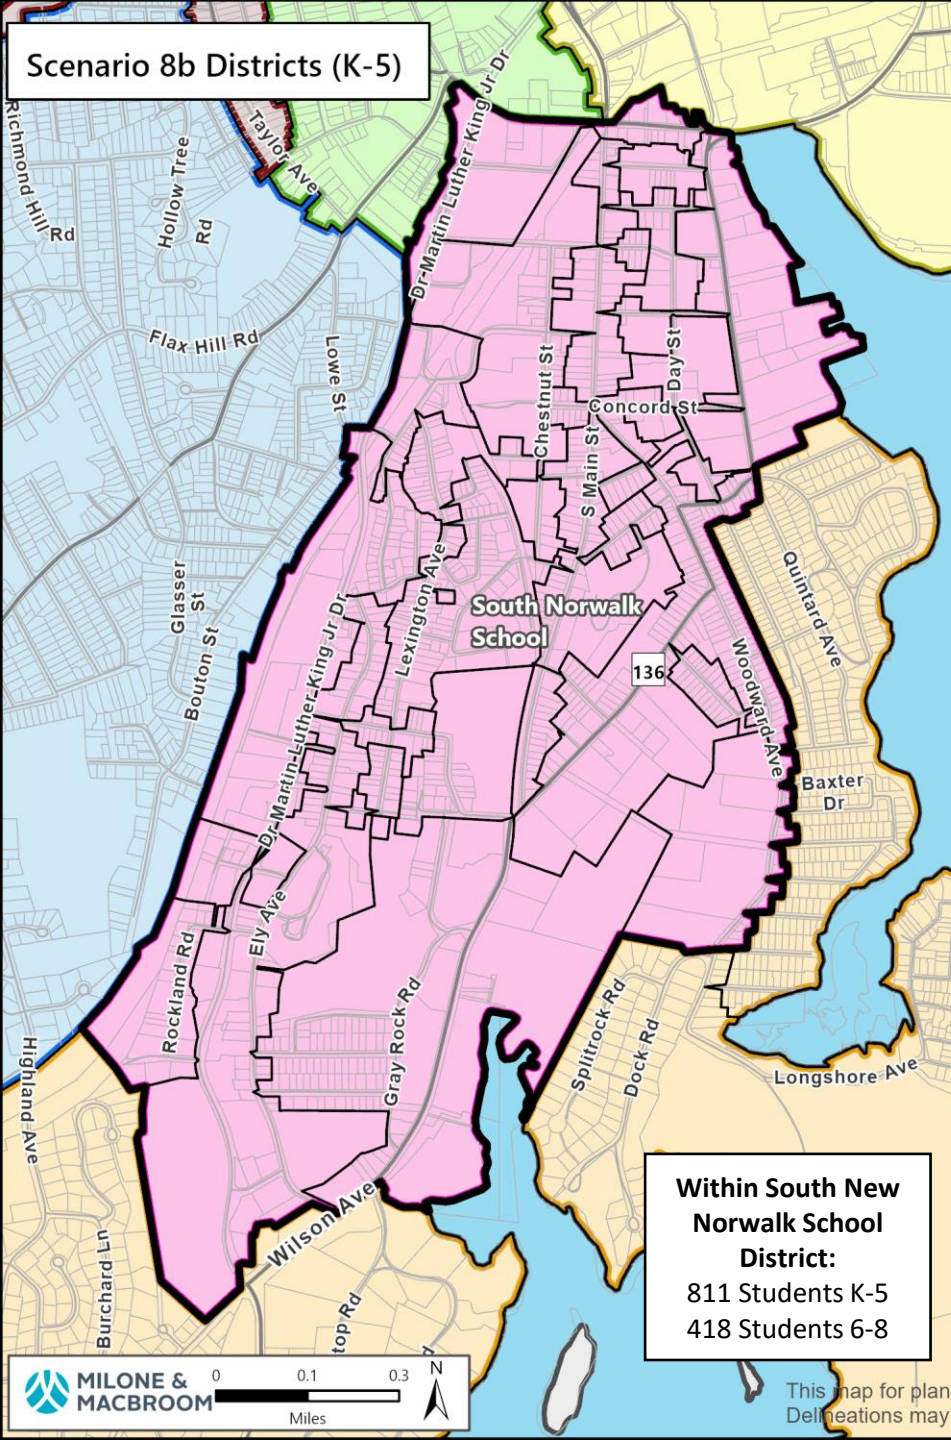 Scenario 8b Districts (K-5)
Richmond Hill Rd
Hollow Tree Rd
Taylor Ave
Dr Martin Luther King Jr Dr
Flax Hill Rd
Lowe St
Chestnut St
Day St
Concord St
S Main St
Glasser St
Bouton St
Lexington Ave
Dr Martin Luther King Jr Dr
South Norwalk
School
136
Quintard Ave
Woodward Ave
Baxter
Dr
Ely Ave
Rockland Rd
Gray Rock Rd
Splitrock Rd
Dock Rd
Longshore Ave
Highland Ave
Wilson Ave
Burchard Ln
top Rd
d
Within South New
Norwalk School
District:
811 Students K-5
418 Students 6-8
MILONE &
MACBROOM
0 0.1 0.3
Miles
N
This map for plan
Delineations may